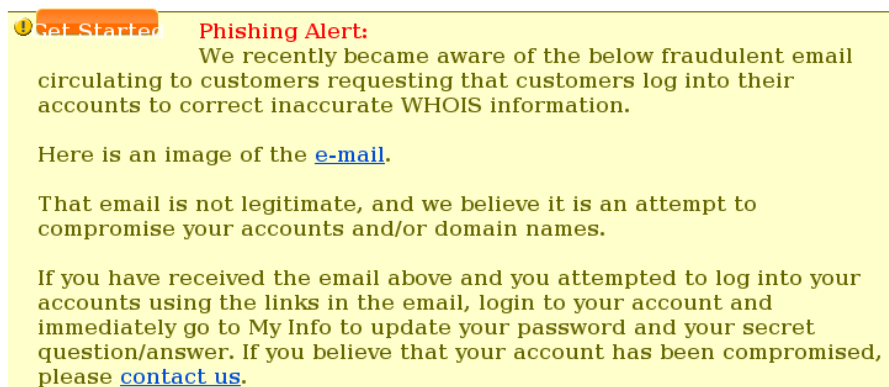 Get Started Phishing Alert:
We recently became aware of the below fraudulent email
circulating to customers requesting that customers log into their
accounts to correct inaccurate WHOIS information.
Here is an image of the e-mail.
That email is not legitimate, and we believe it is an attempt to
compromise your accounts and/or domain names.
If you have received the email above and you attempted to log into your
accounts using the links in the email, login to your account and
immediately go to My Info to update your password and your secret
question/answer. If you believe that your account has been compromised,
please contact us.